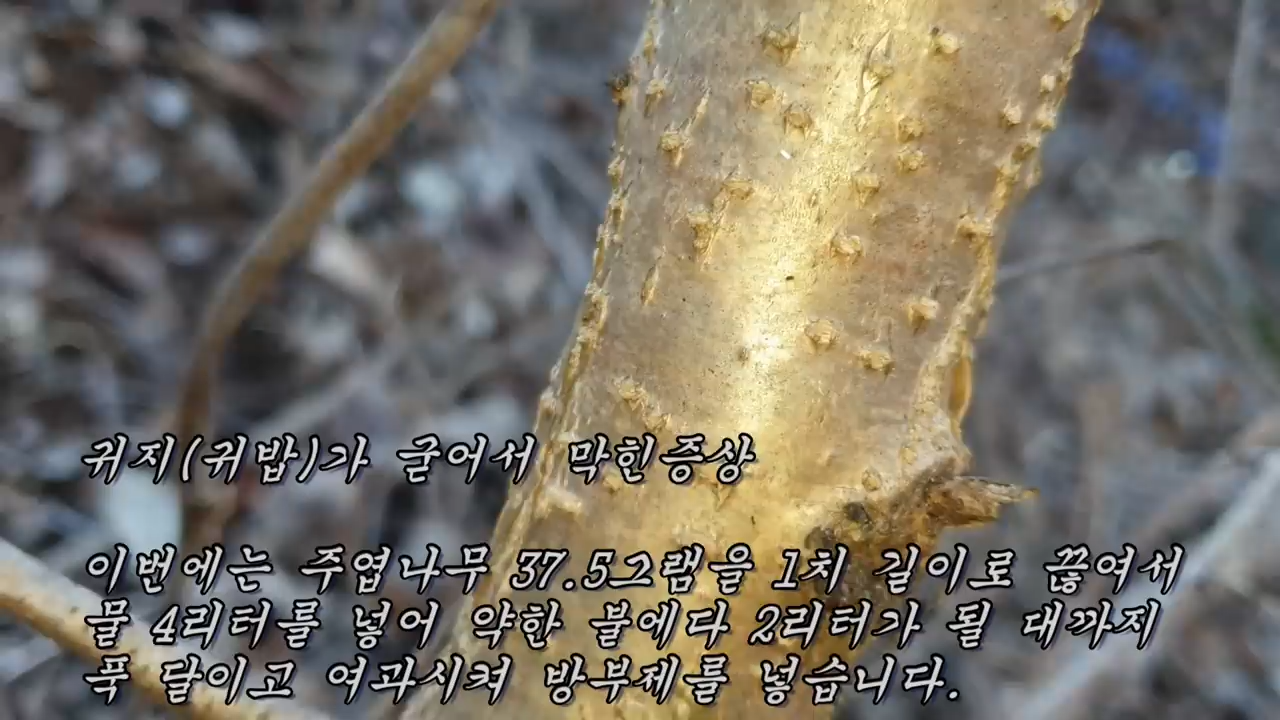 귀지(귀밥)가 굳어서 막힌증상
이번에는 주엽나무 37.5그램을 1치 길이로 끊여서
물 4리터를 넣어 약한 불에다 2리터가 될 대까지
푹 달이고 여과시켜 방부제를 넣습니다.